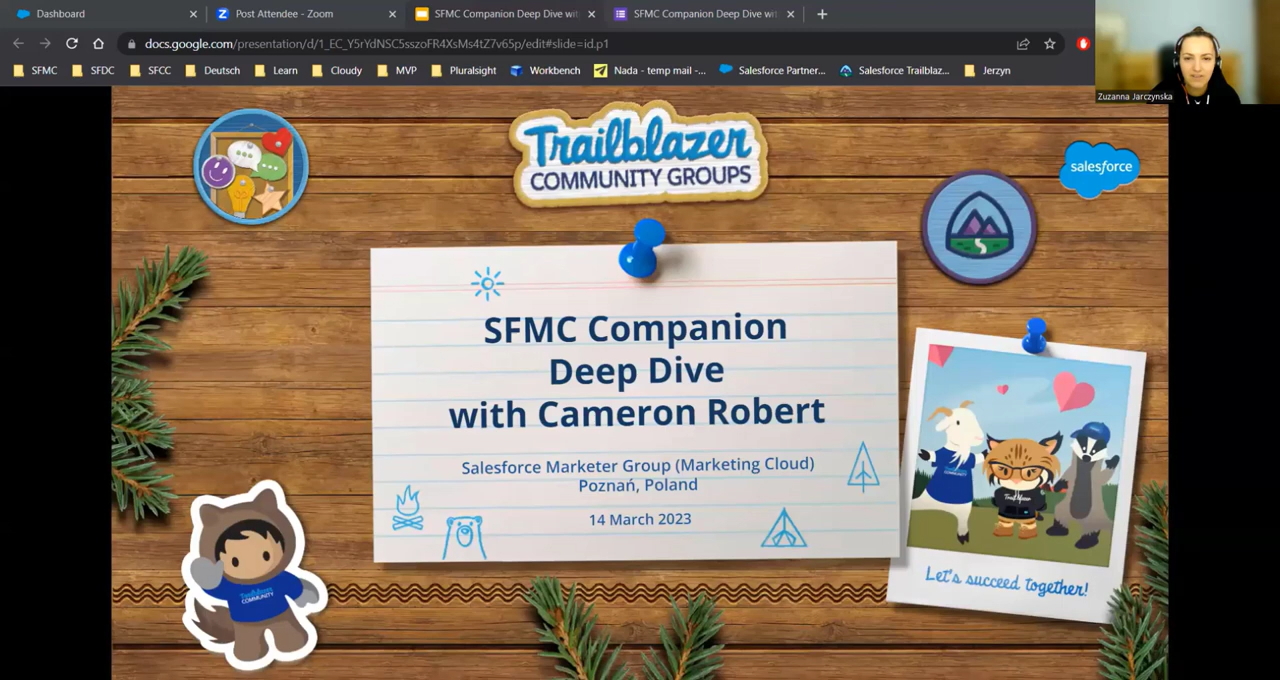 Dashboard
Post Attendee - Zoom
SFMC Companion Deep Dive wit
SFMC Companion Deep Dive wit
docs.google.com/presentation/d/1_EC_Y5rYdNSC5sszoFR4XsMs4tZ7v65p/edit#slide=id.p1
SFMC
SFDC
SFCC
Deutsch
Learn
Cloudy
MVP
Pluralsight
Workbench
Nada - temp mail -...
Salesforce Partner...
Salesforce Trailblaz...
Jerzyn
Zuzanna Jarczynska
Trailblazer
COMMUNITY GROUPS
salesforce
SFMC Companion
Deep Dive
with Cameron Robert
Salesforce Marketer Group (Marketing Cloud)
Poznań, Poland
14 March 2023
Let's succeed together!
Trailblazer
COMMUNITY